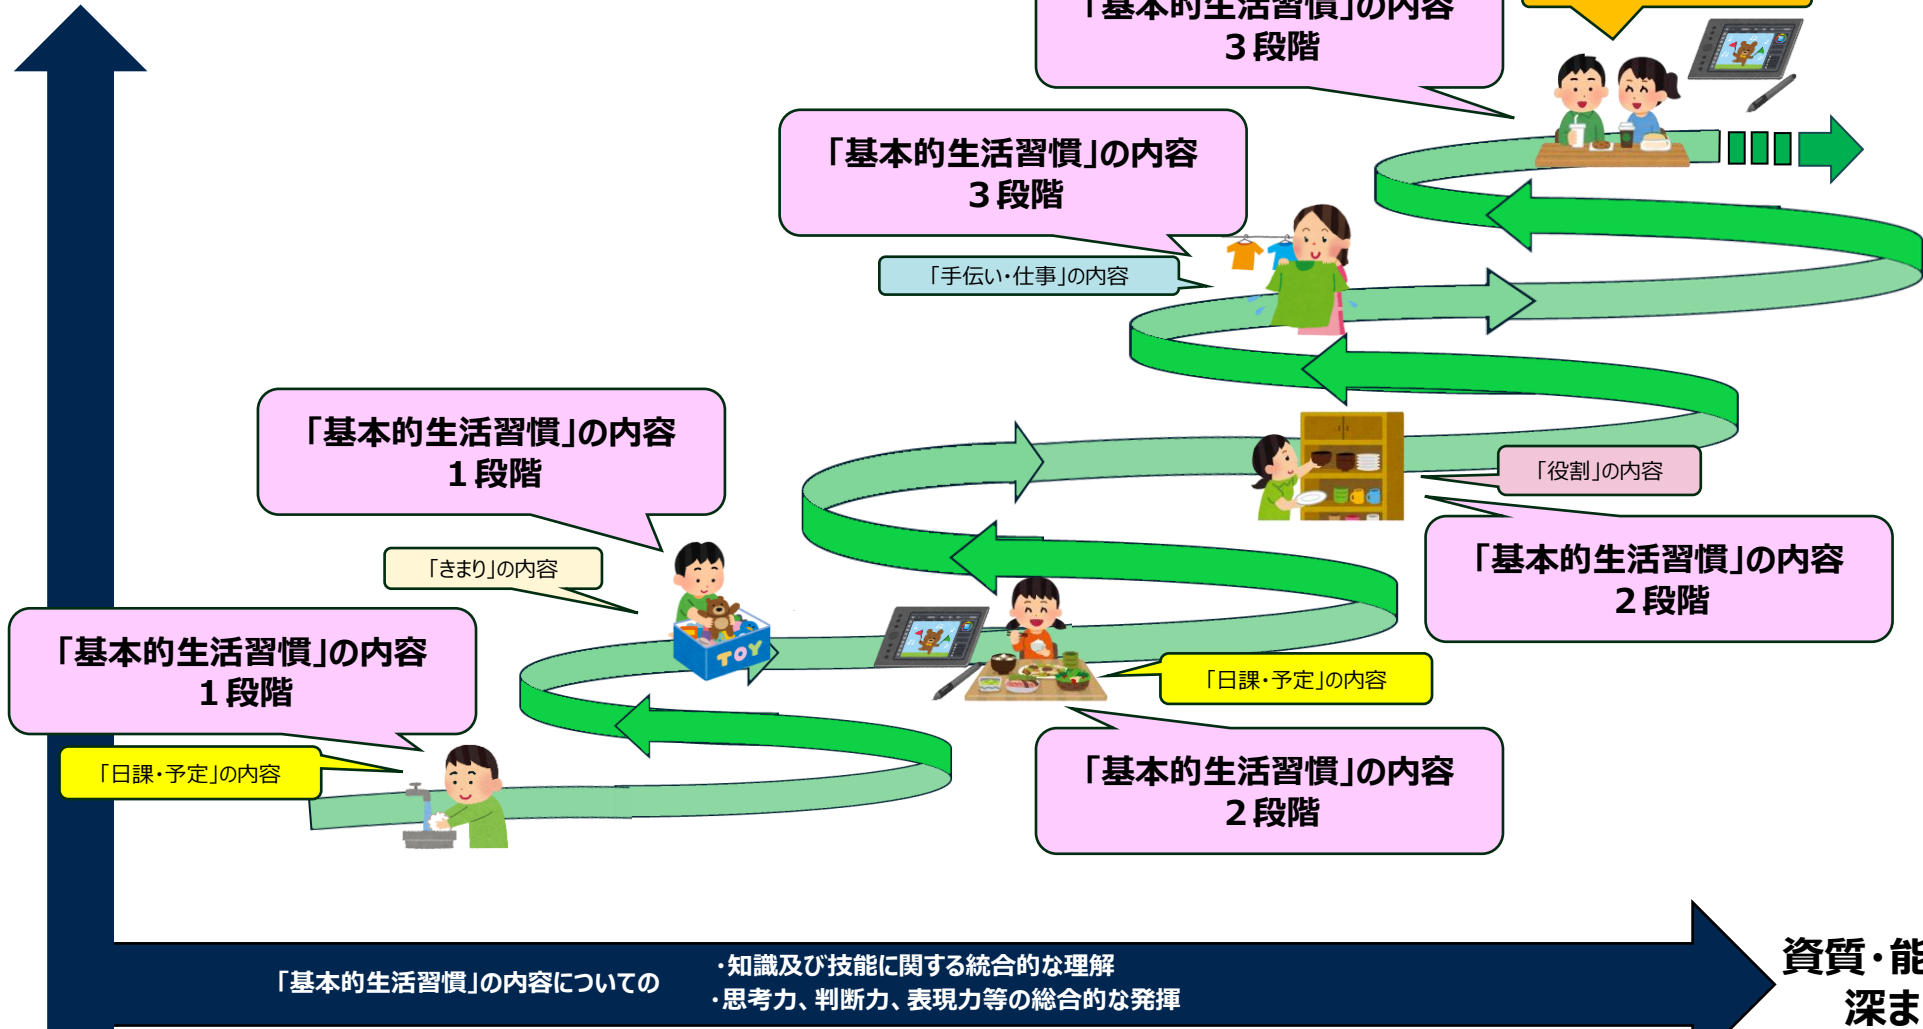 「基本的生活習慣」の内容
３段階
「基本的生活習慣」の内容
３段階
「手伝い・仕事」の内容
「基本的生活習慣」の内容
１段階
「きまり」の内容
「役割」の内容
「基本的生活習慣」の内容
２段階
「基本的生活習慣」の内容
１段階
「日課・予定」の内容
TOY
「日課・予定」の内容
「基本的生活習慣」の内容
２段階
「基本的生活習慣」の内容についての
・知識及び技能に関する統合的な理解
・思考力、判断力、表現力等の総合的な発揮
資質・能
深ま